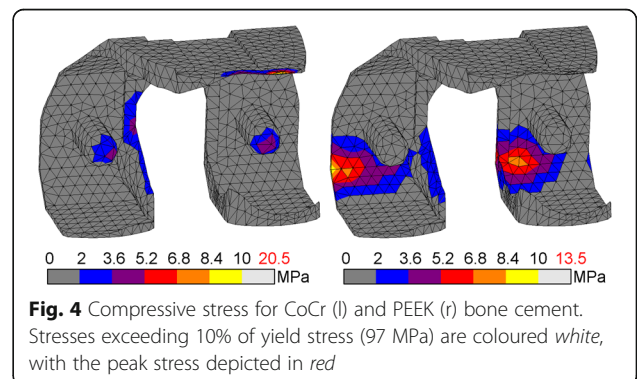 0 2 3.6 5.2 6.8 8.4 10 20.5
MPa
0 2 3.6 5.2 6.8 8.4 10 13.5
MPa
Fig. 4 Compressive stress for CoCr (l) and PEEK (r) bone cement.
Stresses exceeding 10% of yield stress (97 MPa) are coloured white,
with the peak stress depicted in red